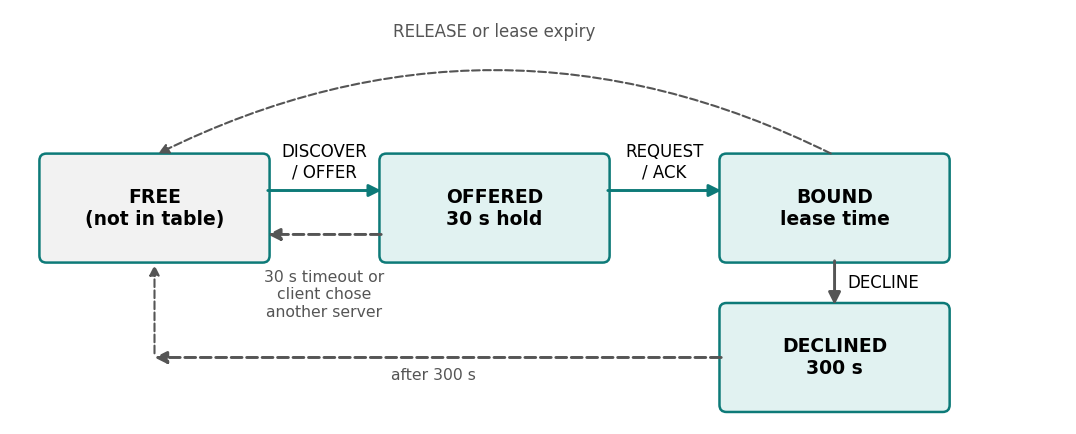 RELEASE or lease expiry
DISCOVER
/ OFFER
REQUEST
/ ACK
FREE
(not in table)
OFFERED
30 s hold
BOUND
lease time
30 s timeout or
client chose
another server
DECLINE
DECLINED
300 s
after 300 s